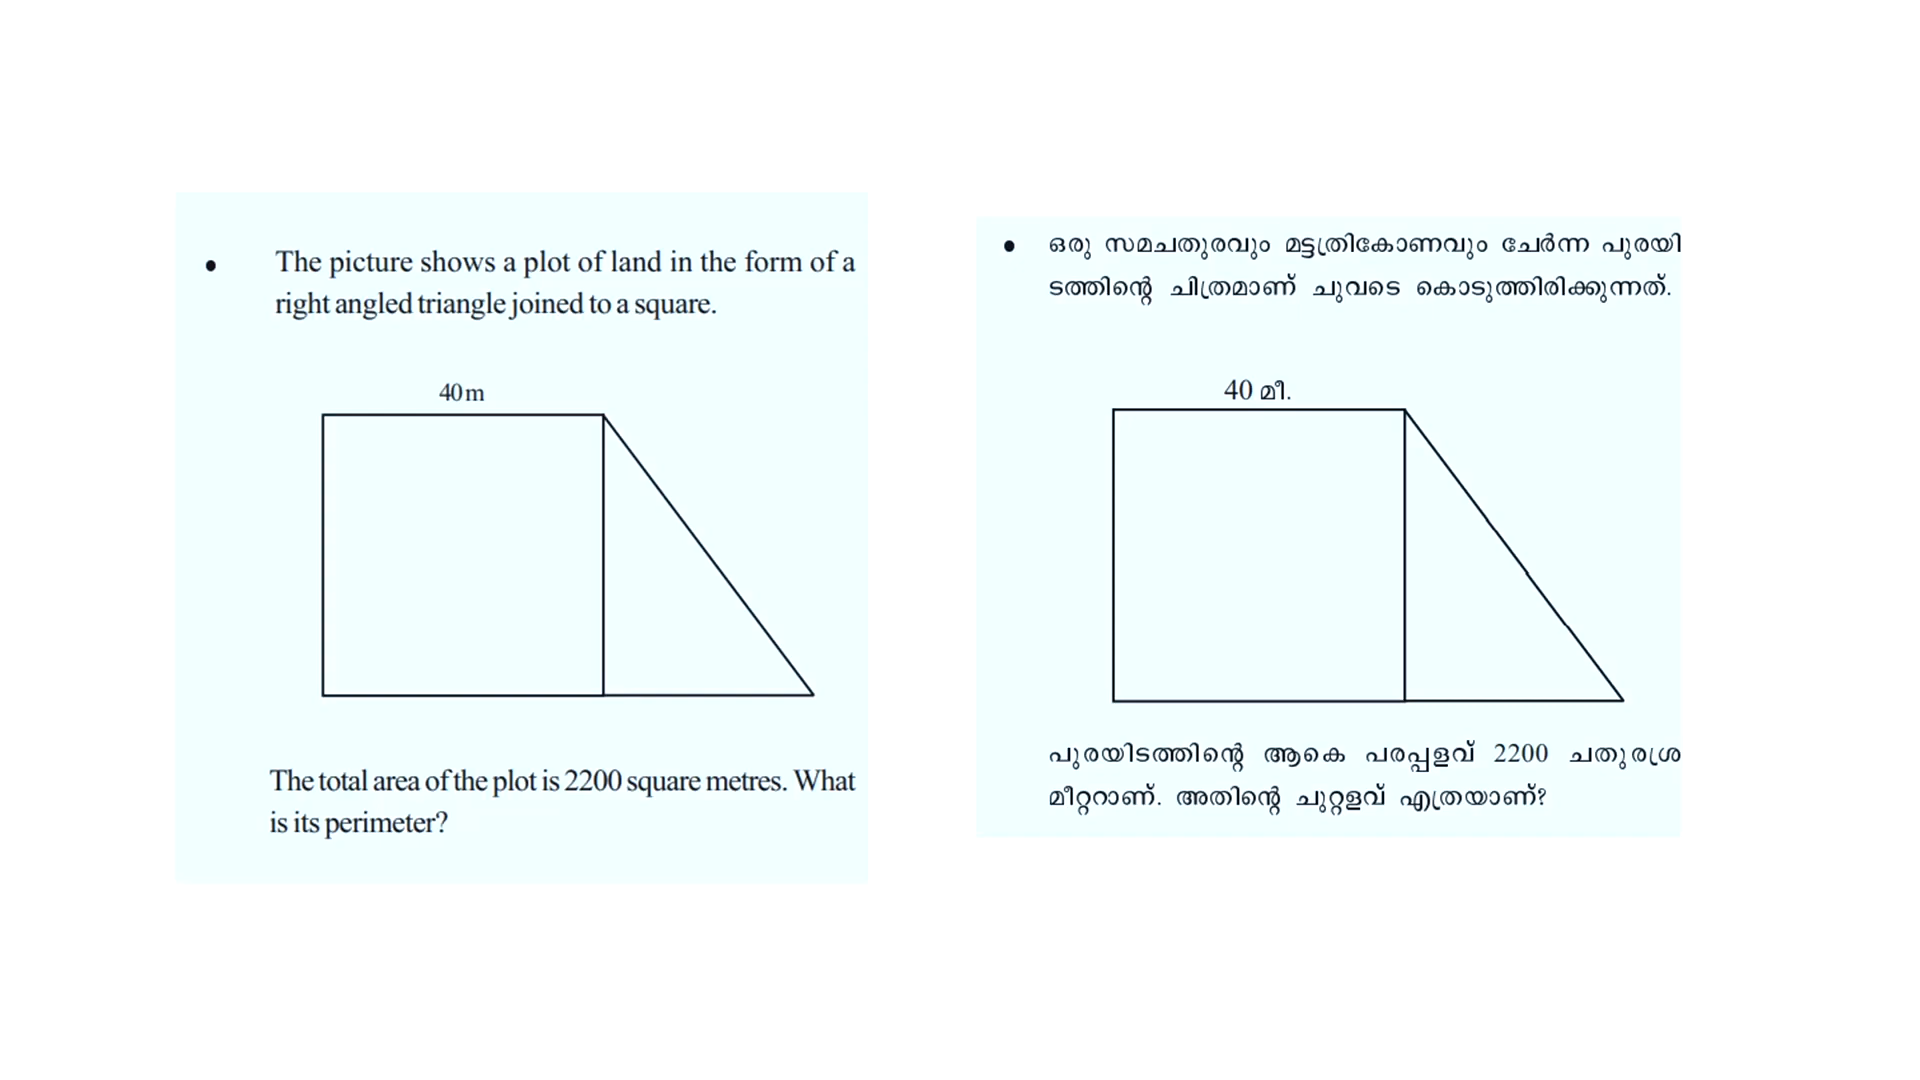 • The picture shows a plot of land in the form of a
right angled triangle joined to a square.
40 m
The total area of the plot is 2200 square metres. What
is its perimeter?
• ഒരു സമചതുരവും മട്ടത്രികോണവും ചേർന്ന പുരയി
ടത്തിന്റെ ചിത്രമാണ് ചുവടെ കൊടുത്തിരിക്കുന്നത്.
40 മീ.
പുരയിടത്തിന്റെ ആകെ പരപ്പളവ് 2200 ചതുരശ്ര
മീറ്ററാണ്. അതിന്റെ ചുറ്റളവ് എത്രയാണ്?